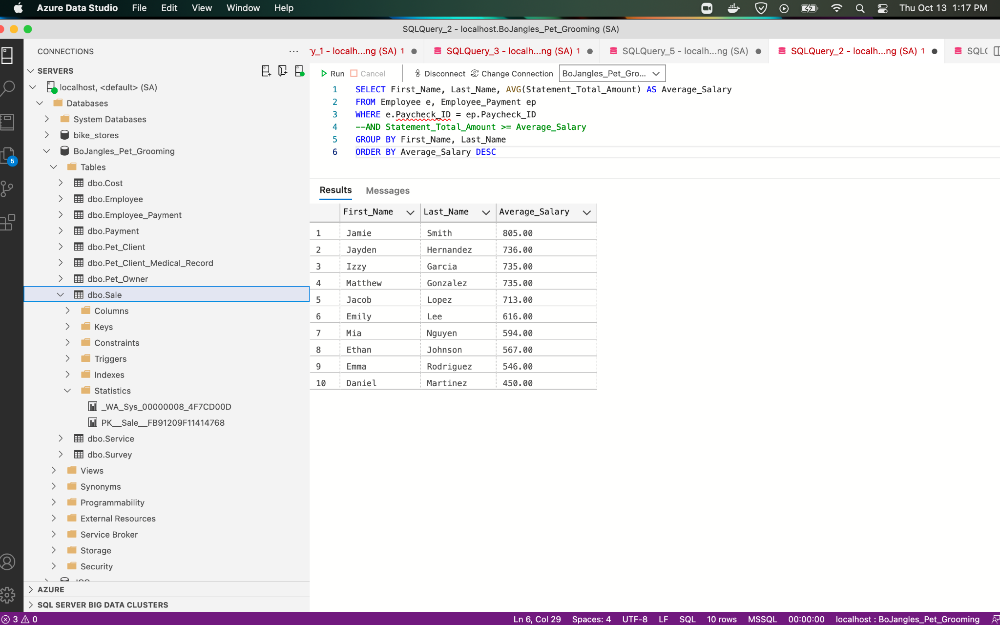 Azure Data Studio File Edit View Window Help Thu Oct 13 1:17 PM
SQLQuery_2 - localhost.BoJangles_Pet_Grooming (SA)
CONNECTIONS
y_1 - localh...ng (SA) 1
SQLQuery_3 - localh...ng (SA) 1
SQLQuery_5 - localh...ng (SA)
SQLQuery_2 - localh...ng (SA) 1
SERVERS
Run Cancel Disconnect Change Connection BoJangles_Pet_Gro...
localhost, <default> (SA)
Databases
System Databases
bike_stores
BoJangles_Pet_Grooming
Tables
dbo.Cost
dbo.Employee
dbo.Employee_Payment
dbo.Payment
dbo.Pet_Client
dbo.Pet_Client_Medical_Record
dbo.Pet_Owner
dbo.Sale
Columns
Keys
Constraints
Triggers
Indexes
Statistics
_WA_Sys_00000008_4F7CD00D
PK__Sale__FB91209F11414768
dbo.Service
dbo.Survey
Views
Synonyms
Programmability
External Resources
Service Broker
Storage
Security
AZURE
SQL SERVER BIG DATA CLUSTERS
5
1 SELECT First_Name, Last_Name, AVG(Statement_Total_Amount) AS Average_Salary
2 FROM Employee e, Employee_Payment ep
3 WHERE e.Paycheck_ID = ep.Paycheck_ID
4 --AND Statement_Total_Amount >= Average_Salary
5 GROUP BY First_Name, Last_Name
6 ORDER BY Average_Salary DESC
Results Messages
First_Name Last_Name Average_Salary
1 Jamie Smith 805.00
2 Jayden Hernandez 736.00
3 Izzy Garcia 735.00
4 Matthew Gonzalez 735.00
5 Jacob Lopez 713.00
6 Emily Lee 616.00
7 Mia Nguyen 594.00
8 Ethan Johnson 567.00
9 Emma Rodriguez 546.00
10 Daniel Martinez 450.00
3 0 Ln 6, Col 29 Spaces: 4 UTF-8 LF SQL 10 rows MSSQL 00:00:00 localhost : BoJangles_Pet_Grooming